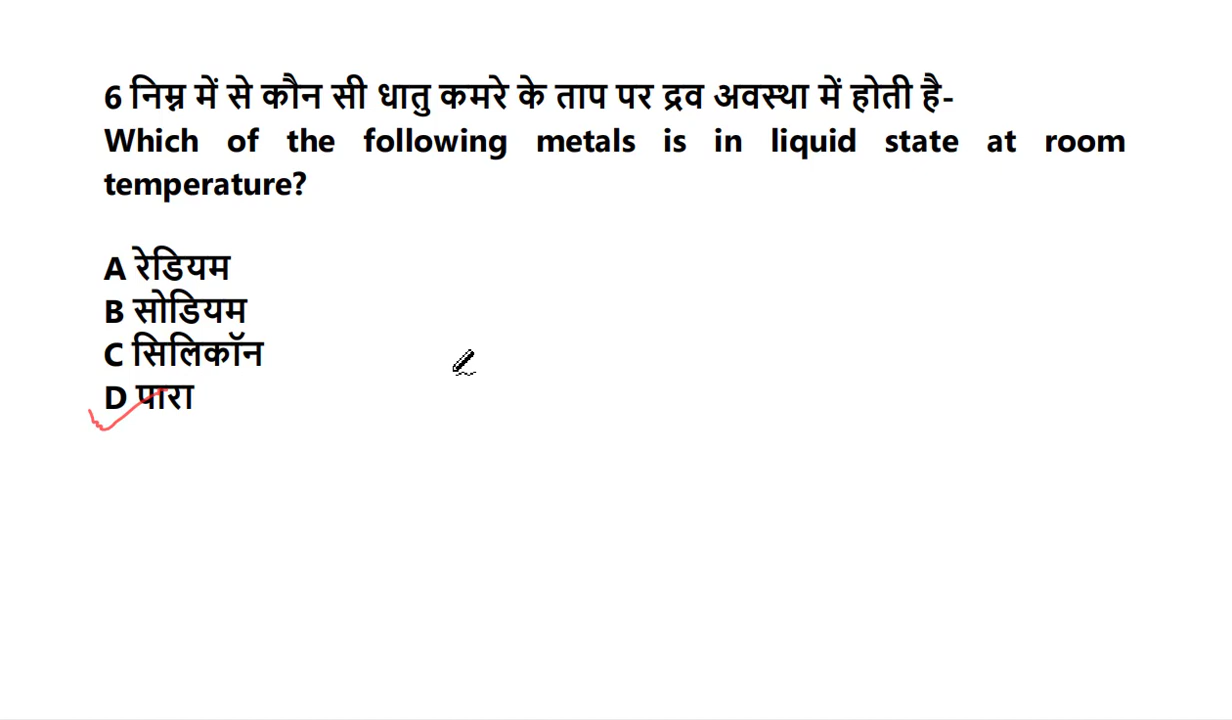 6 निम्न में से कौन सी धातु कमरे के ताप पर द्रव अवस्था में होती है-
Which of the following metals is in liquid state at room
temperature?
A रेडियम
B सोडियम
C सिलिकॉन
D पारा